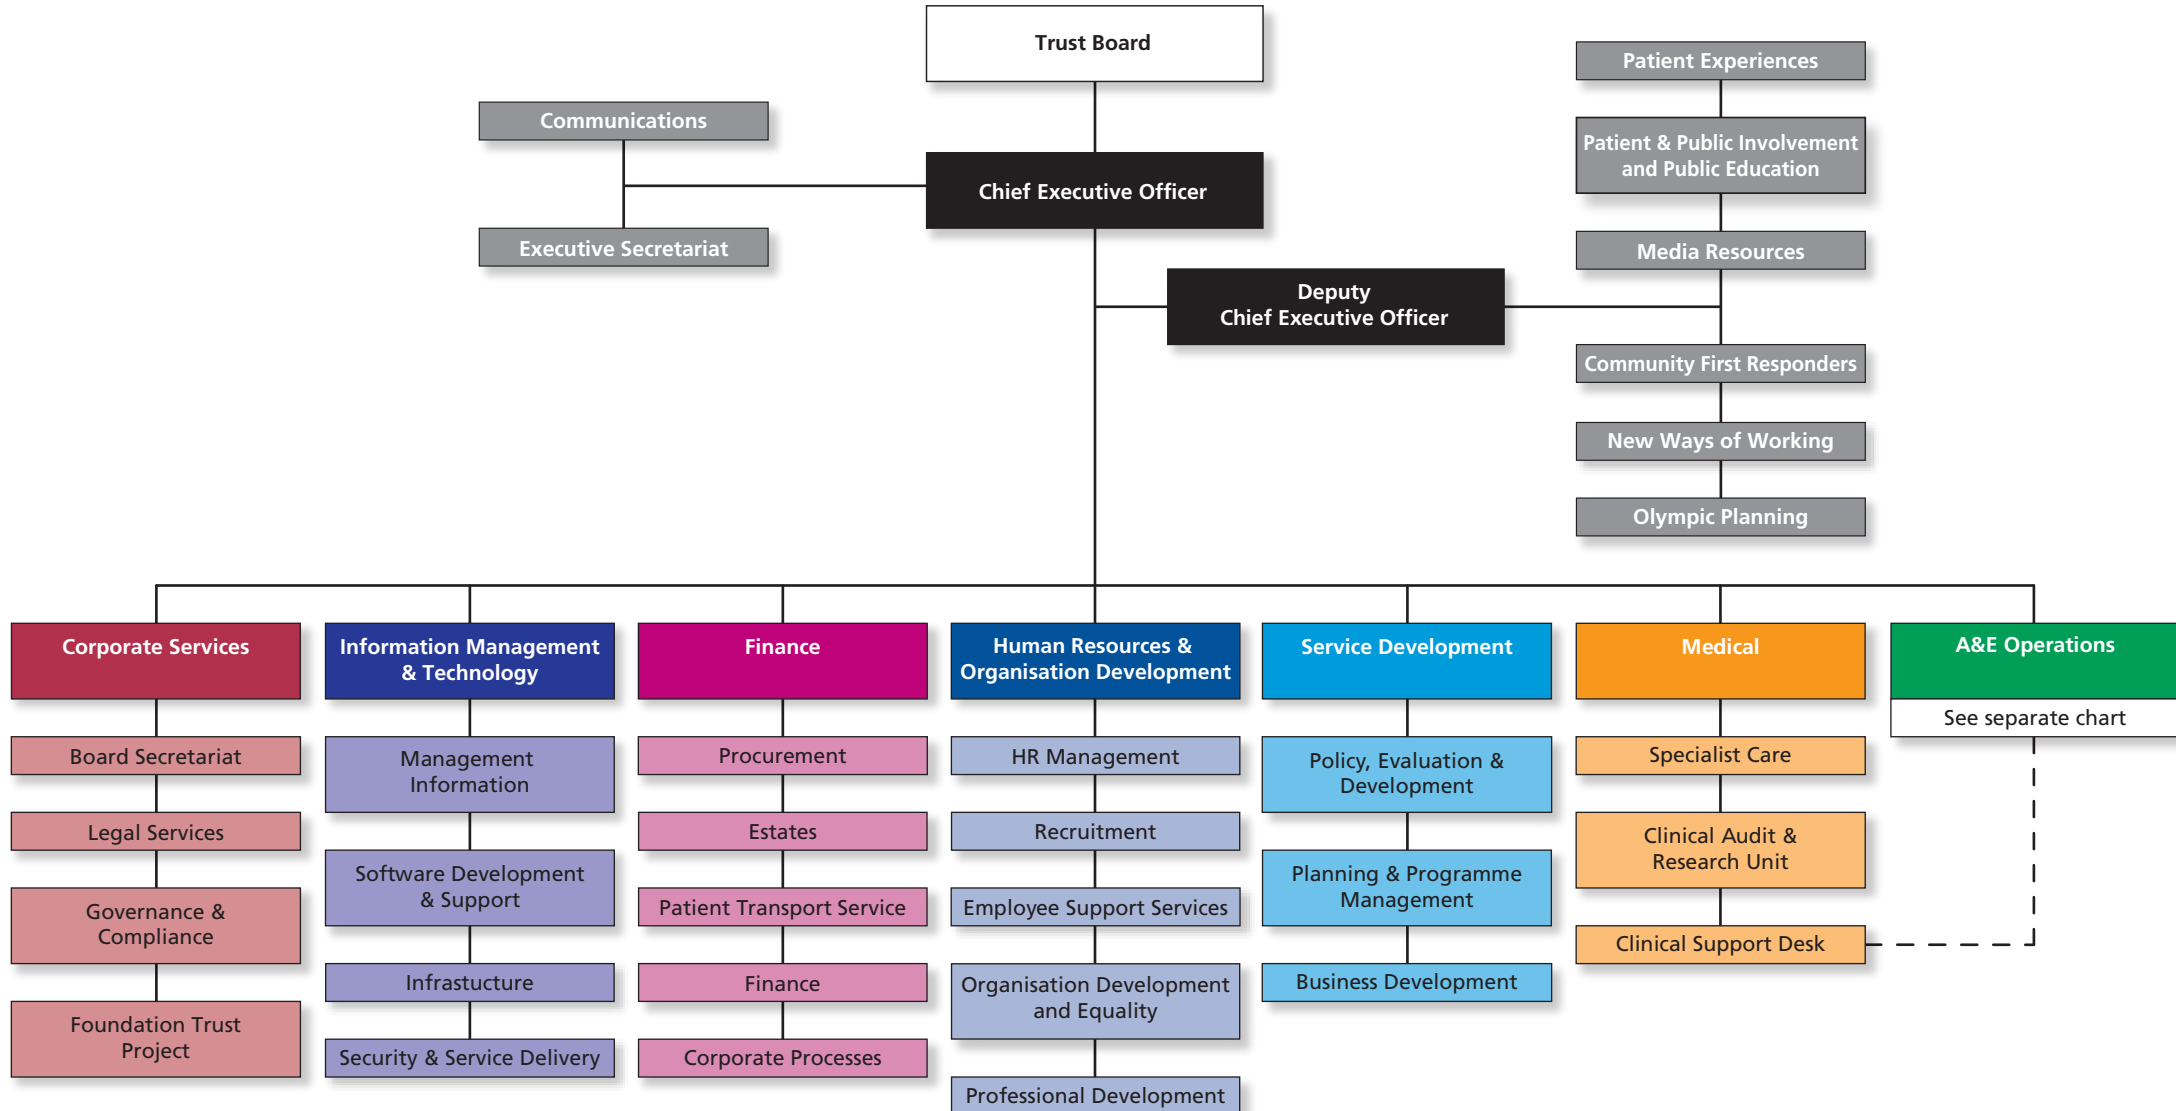 Trust Board
Communications
Chief Executive Officer
Executive Secretariat
Deputy
Chief Executive Officer
Patient Experiences
Patient & Public Involvement
and Public Education
Media Resources
Community First Responders
New Ways of Working
Olympic Planning
Corporate Services
Board Secretariat
Legal Services
Governance &
Compliance
Foundation Trust
Project
Information Management
& Technology
Management
Information
Software Development
& Support
Infrastucture
Security & Service Delivery
Finance
Procurement
Estates
Patient Transport Service
Finance
Corporate Processes
Human Resources &
Organisation Development
HR Management
Recruitment
Employee Support Services
Organisation Development
and Equality
Professional Development
Service Development
Policy, Evaluation &
Development
Planning & Programme
Management
Business Development
Medical
Specialist Care
Clinical Audit &
Research Unit
Clinical Support Desk
A&E Operations
See separate chart